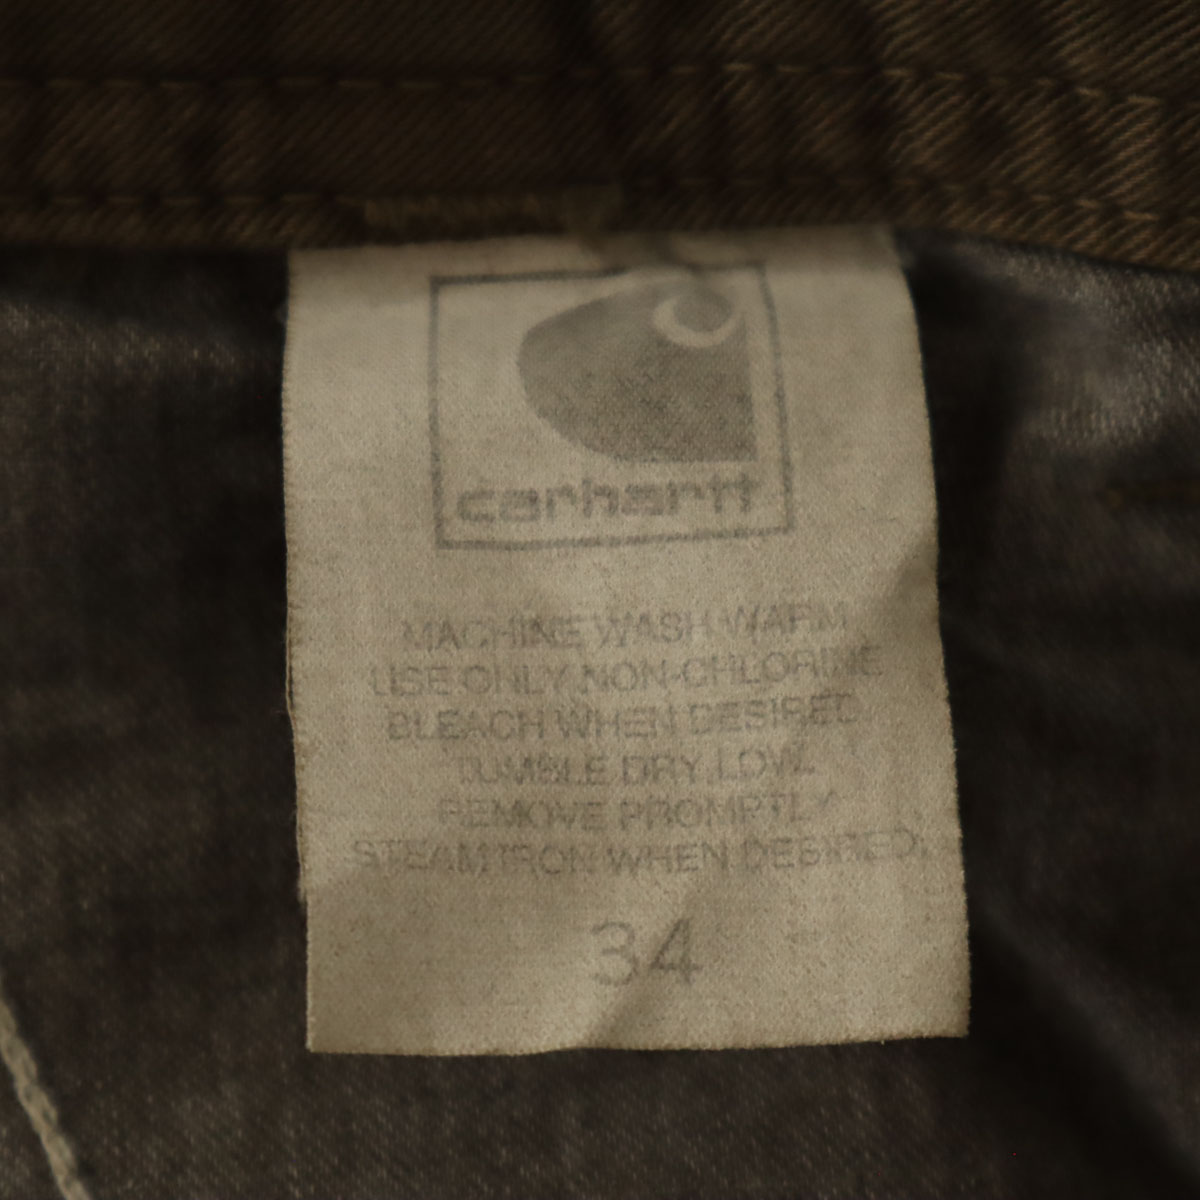 carhartt
MACHINE WASH WARM
USE ONLY NON-CHLORINE
BLEACH WHEN DESIRED
TUMBLE DRY, LOW.
REMOVE PROMPTLY
STEAM IRON WHEN DESIRED.
34